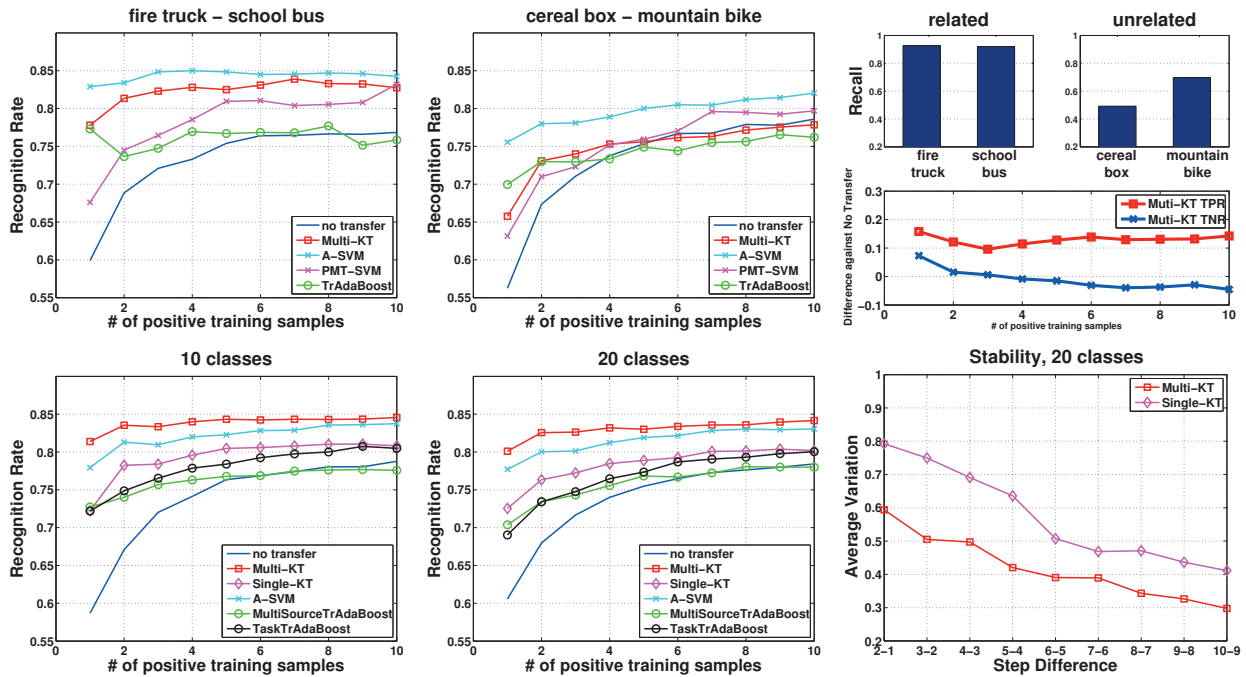 fire truck − school bus
Recognition Rate
0.85
0.8
0.75
0.7
0.65
0.6
0.55
0 2 4 6 8 10
# of positive training samples
no transfer
Multi−KT
A−SVM
PMT−SVM
TrAdaBoost
cereal box − mountain bike
Recognition Rate
0.85
0.8
0.75
0.7
0.65
0.6
0.55
0 2 4 6 8 10
# of positive training samples
no transfer
Multi−KT
A−SVM
PMT−SVM
TrAdaBoost
related
Recall
1
0.8
0.6
0.4
0.2
fire school
truck bus
unrelated
1
0.8
0.6
0.4
0.2
cereal mountain
box bike
Difference against No Transfer
0.3
0.2
0.1
0
−0.1
0 2 4 6 8 10
# of positive training samples
Muti−KT TPR
Muti−KT TNR
10 classes
Recognition Rate
0.85
0.8
0.75
0.7
0.65
0.6
0.55
0 2 4 6 8 10
# of positive training samples
no transfer
Multi−KT
Single−KT
A−SVM
MultiSourceTrAdaBoost
TaskTrAdaBoost
20 classes
Recognition Rate
0.85
0.8
0.75
0.7
0.65
0.6
0.55
0 2 4 6 8 10
# of positive training samples
no transfer
Multi−KT
Single−KT
A−SVM
MultiSourceTrAdaBoost
TaskTrAdaBoost
Stability, 20 classes
Average Variation
1
0.9
0.8
0.7
0.6
0.5
0.4
0.3
0.2
2−1 3−2 4−3 5−4 6−5 7−6 8−7 9−8 10−9
Step Difference
Multi−KT
Single−KT